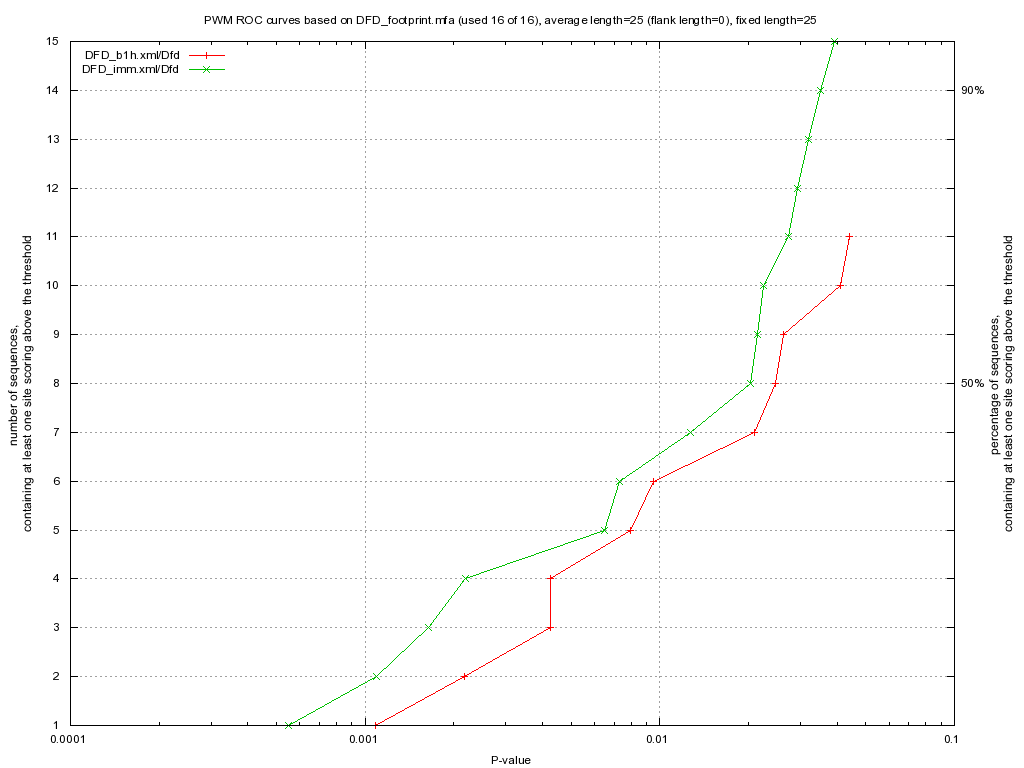 PWM ROC curves based on DFD_footprint.mfa (used 16 of 16), average length=25 (flank length=0), fixed length=25
DFD_b1h.xml/Dfd
DFD_imm.xml/Dfd
15
14
13
12
11
10
9
8
7
6
5
4
3
2
1
90%
50%
number of sequences,
containing at least one site scoring above the threshold
percentage of sequences,
containing at least one site scoring above the threshold
0.0001
0.001
0.01
0.1
P-value